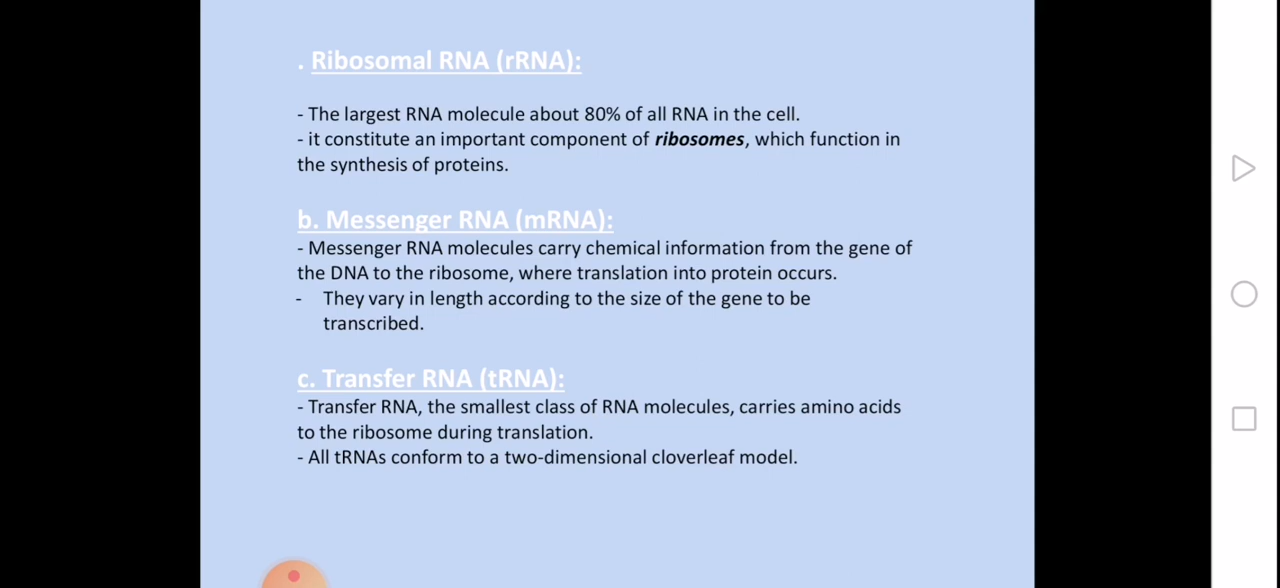 . Ribosomal RNA (rRNA):
- The largest RNA molecule about 80% of all RNA in the cell.
- it constitute an important component of ribosomes, which function in
the synthesis of proteins.
b. Messenger RNA (mRNA):
- Messenger RNA molecules carry chemical information from the gene of
the DNA to the ribosome, where translation into protein occurs.
- They vary in length according to the size of the gene to be
transcribed.
c. Transfer RNA (tRNA):
- Transfer RNA, the smallest class of RNA molecules, carries amino acids
to the ribosome during translation.
- All tRNAs conform to a two-dimensional cloverleaf model.